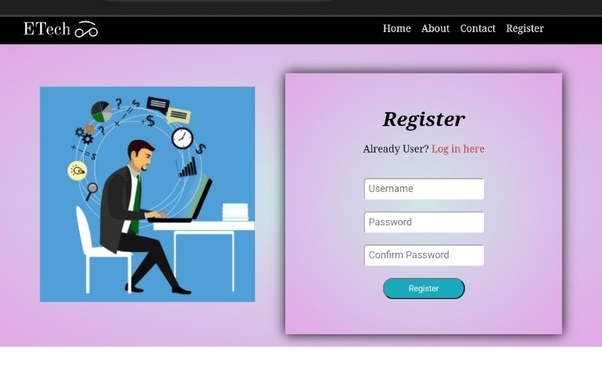 ETech
Home About Contact Register
Register
Already User? Log in here
Username
Password
Confirm Password
Register